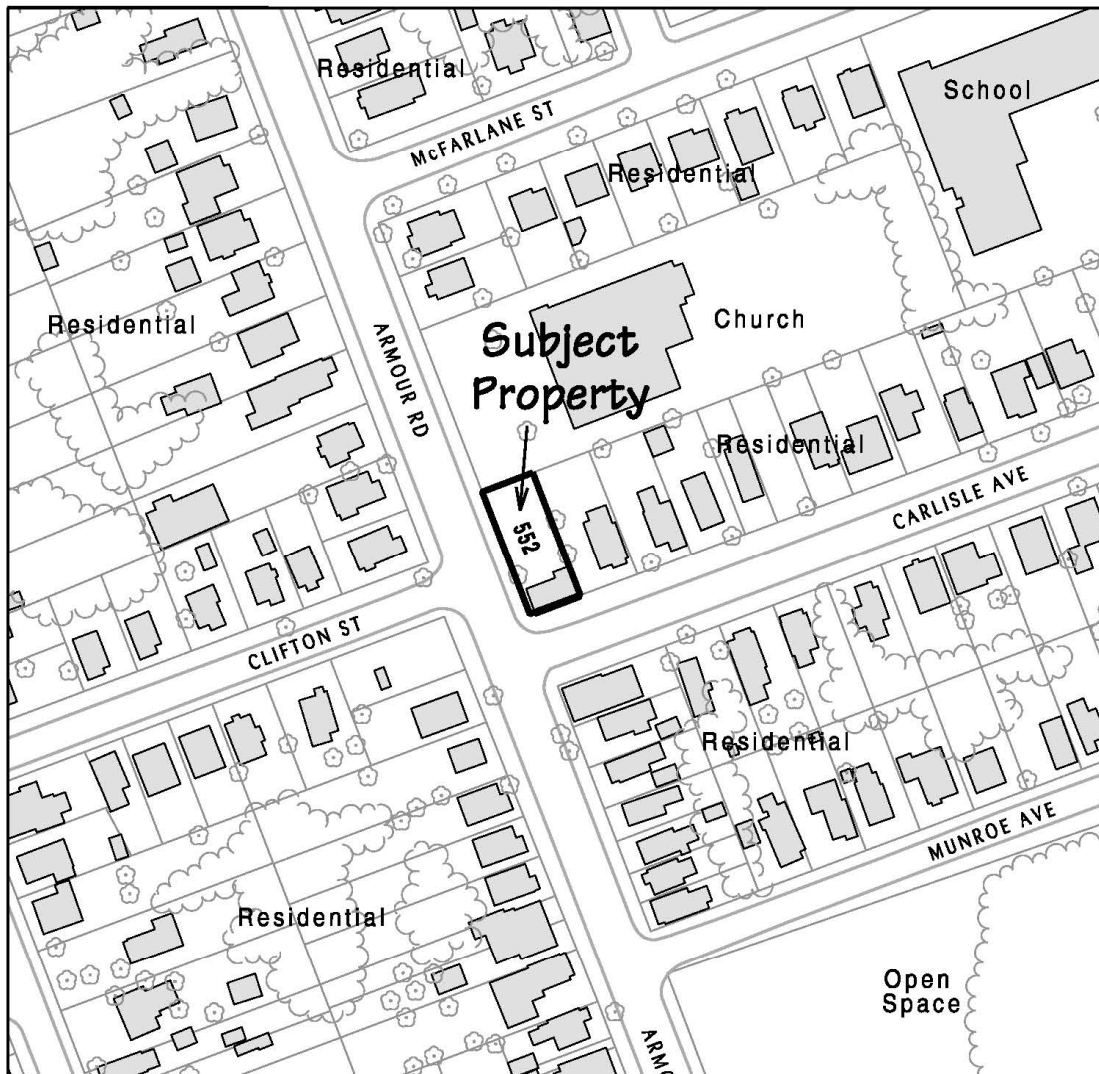 Residential
School
McFARLANE ST
Residential
Residential
ARMOUR RD
Church
Subject
Property
Residential
CARLISLE AVE
552
CLIFTON ST
Residential
MUNROE AVE
Residential
Open
Space
ARMO